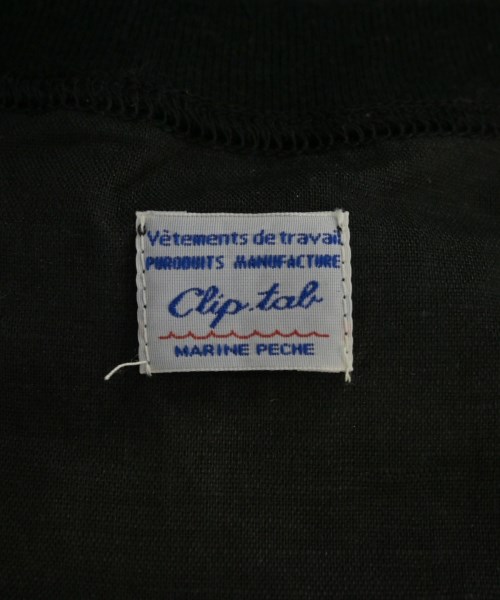 Vêtements de travail
PURODUITS MANUFACTURE
Clip.tab
MARINE PECHE